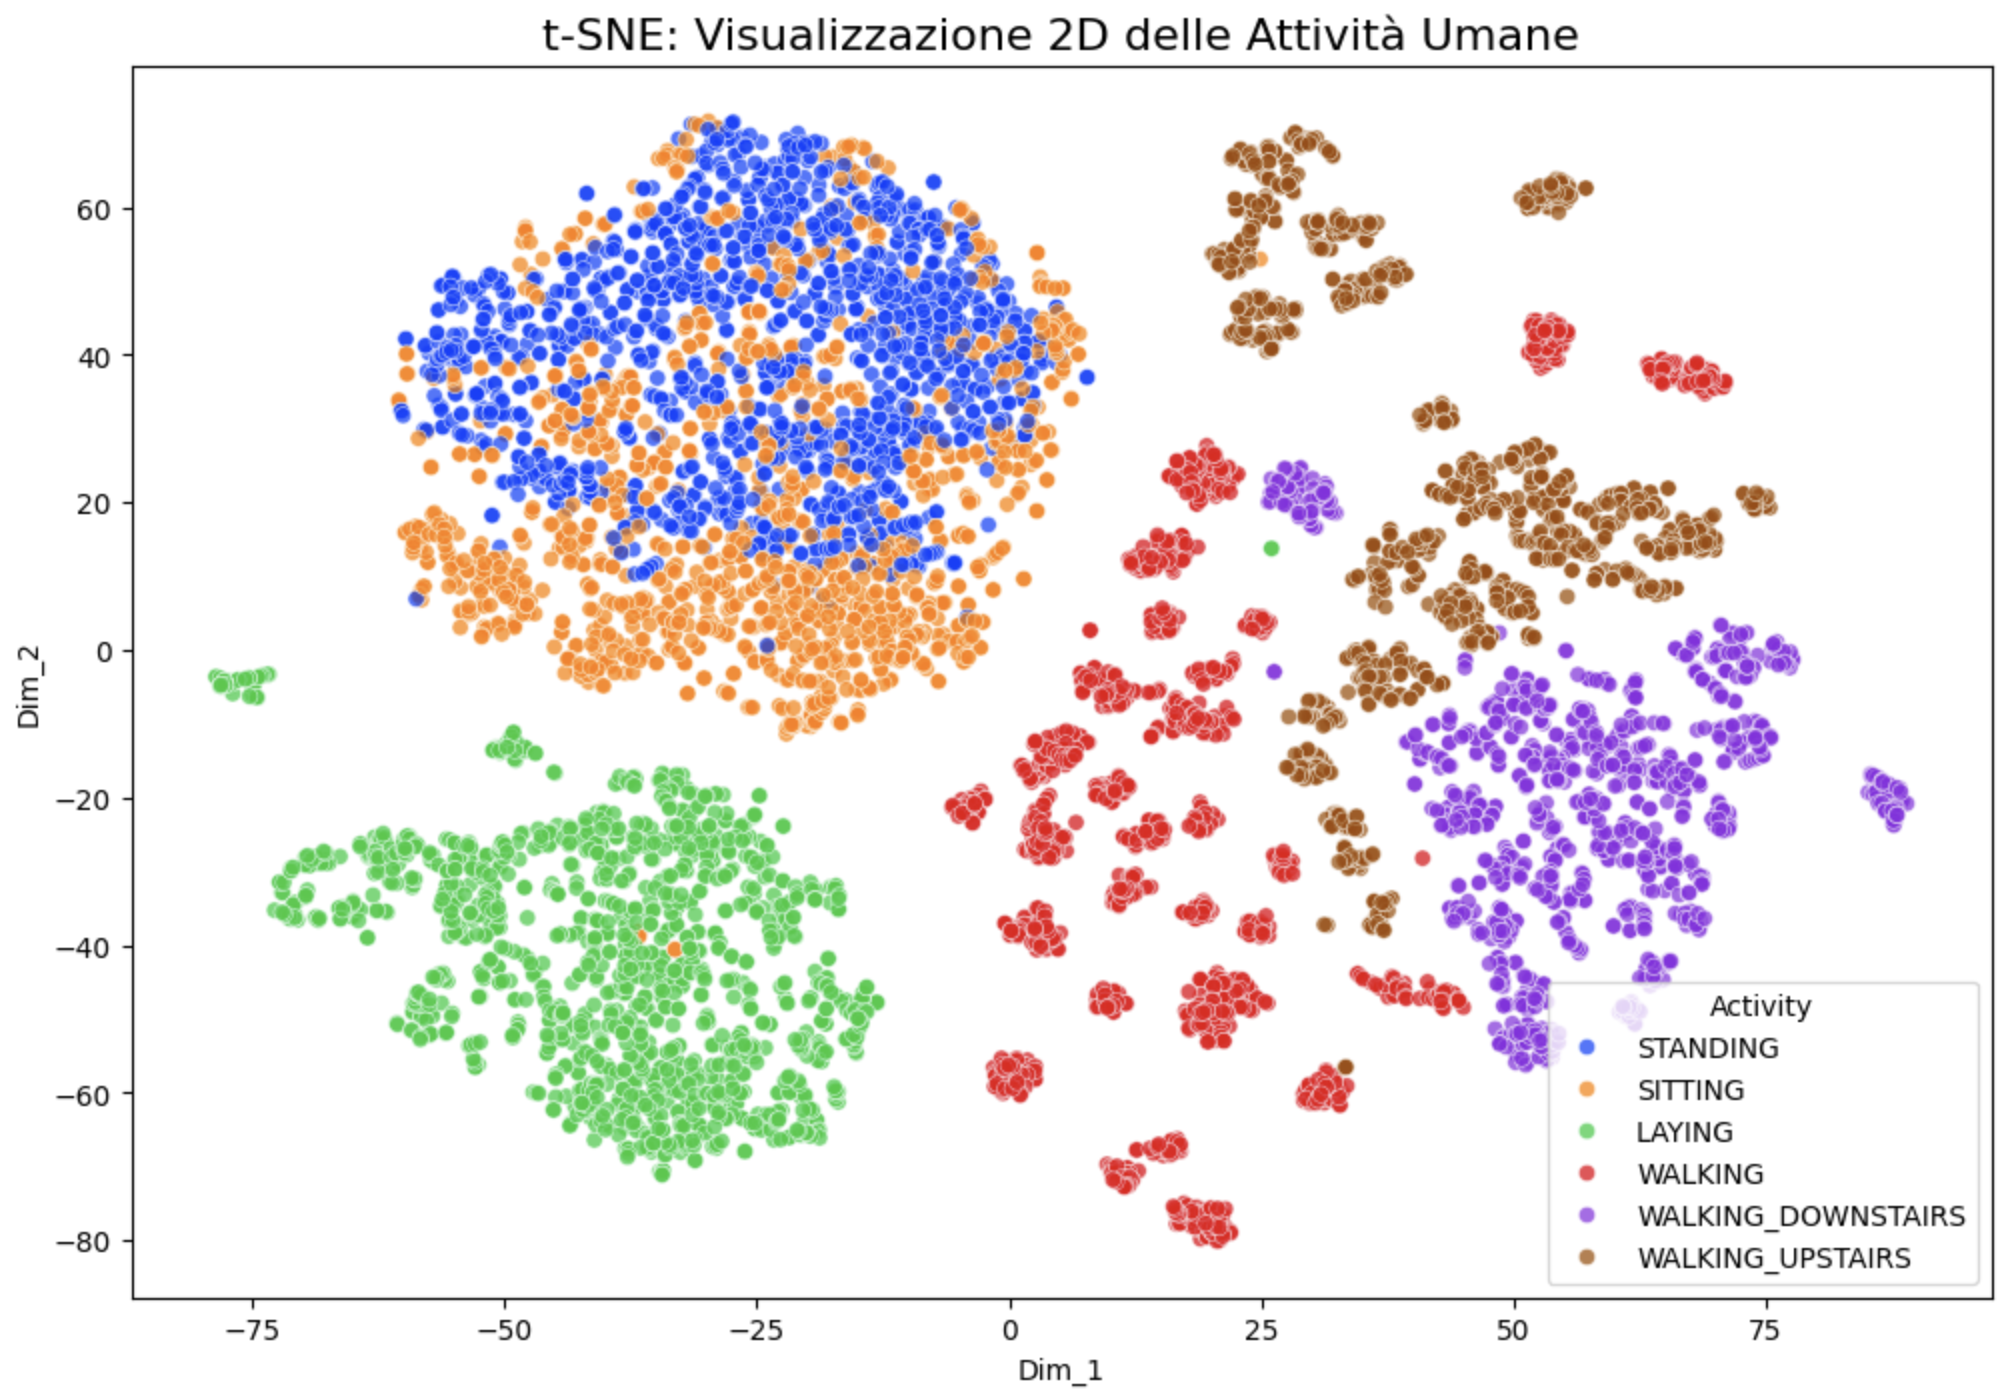 t-SNE: Visualizzazione 2D delle Attività Umane
60
40
20
0
−20
−40
−60
−80
Dim_2
−75
−50
−25
0
25
50
75
Dim_1
Activity
STANDING
SITTING
LAYING
WALKING
WALKING_DOWNSTAIRS
WALKING_UPSTAIRS